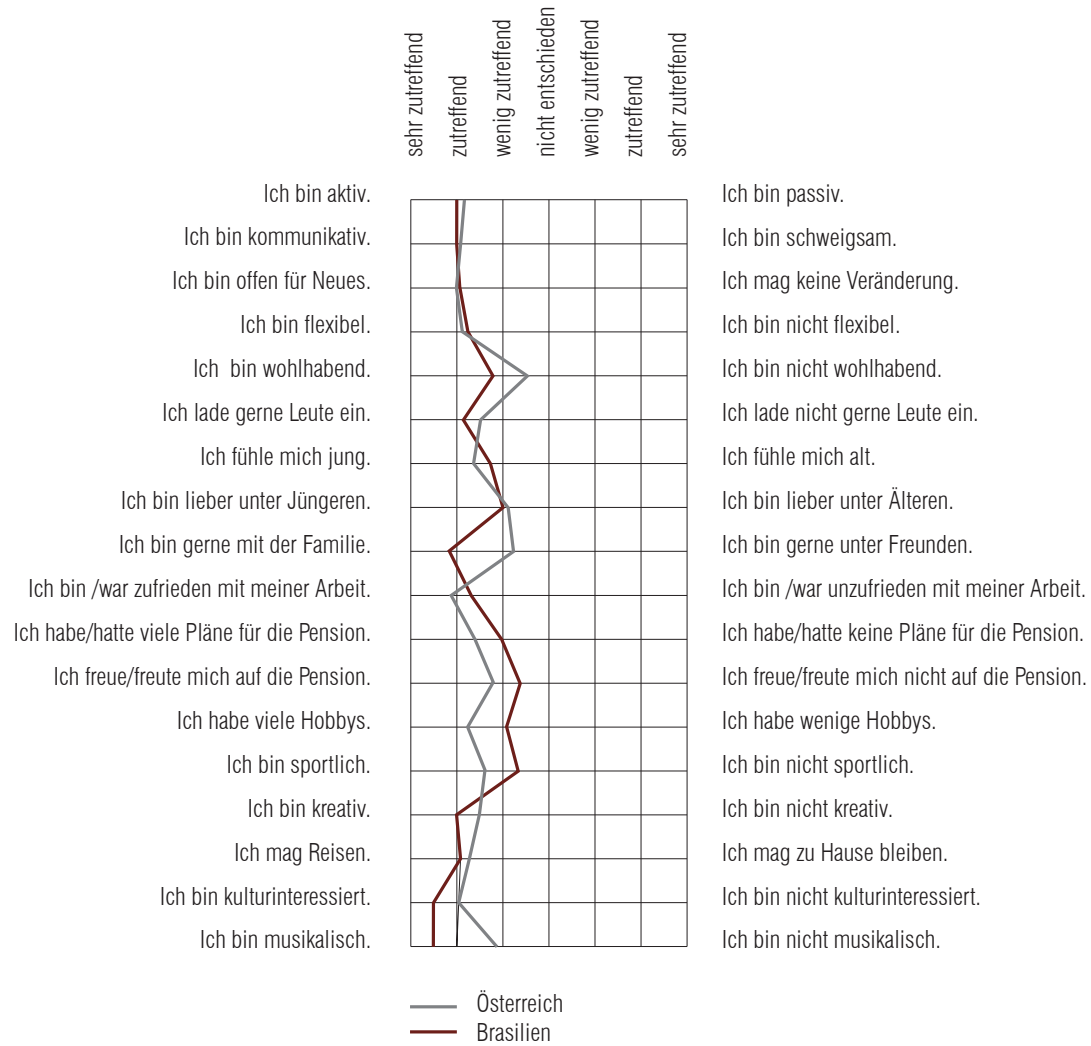 sehr zutreffend
zutreffend
wenig zutreffend
nicht entschieden
wenig zutreffend
zutreffend
sehr zutreffend
Ich bin aktiv. Ich bin passiv.
Ich bin kommunikativ. Ich bin schweigsam.
Ich bin offen für Neues. Ich mag keine Veränderung.
Ich bin flexibel. Ich bin nicht flexibel.
Ich bin wohlhabend. Ich bin nicht wohlhabend.
Ich lade gerne Leute ein. Ich lade nicht gerne Leute ein.
Ich fühle mich jung. Ich fühle mich alt.
Ich bin lieber unter Jüngeren. Ich bin lieber unter Älteren.
Ich bin gerne mit der Familie. Ich bin gerne unter Freunden.
Ich bin /war zufrieden mit meiner Arbeit. Ich bin /war unzufrieden mit meiner Arbeit.
Ich habe/hatte viele Pläne für die Pension. Ich habe/hatte keine Pläne für die Pension.
Ich freue/freute mich auf die Pension. Ich freue/freute mich nicht auf die Pension.
Ich habe viele Hobbys. Ich habe wenige Hobbys.
Ich bin sportlich. Ich bin nicht sportlich.
Ich bin kreativ. Ich bin nicht kreativ.
Ich mag Reisen. Ich mag zu Hause bleiben.
Ich bin kulturinteressiert. Ich bin nicht kulturinteressiert.
Ich bin musikalisch. Ich bin nicht musikalisch.
Österreich
Brasilien